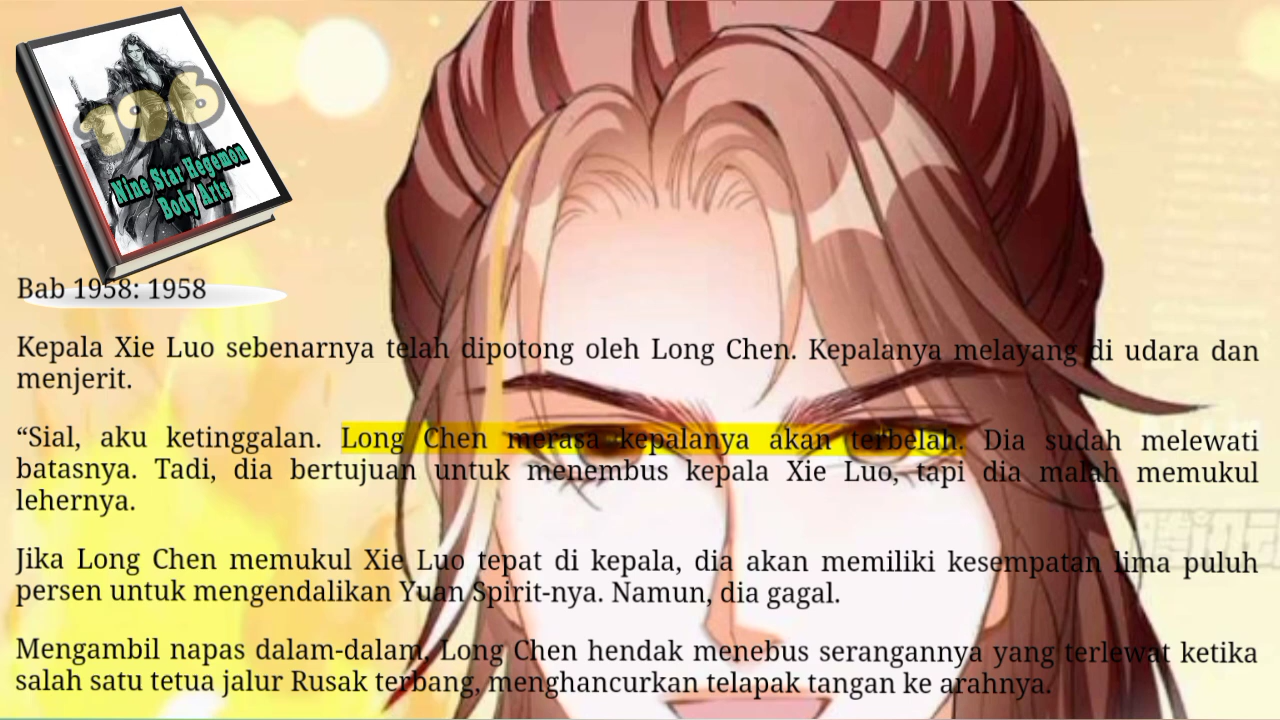 196
Nine Star Hegemon
Body Arts
Bab 1958: 1958
Kepala Xie Luo sebenarnya telah dipotong oleh Long Chen. Kepalanya melayang di udara dan
menjerit.
“Sial, aku ketinggalan. Long Chen merasa kepalanya akan terbelah. Dia sudah melewati
batasnya. Tadi, dia bertujuan untuk menembus kepala Xie Luo, tapi dia malah memukul
lehernya.
Jika Long Chen memukul Xie Luo tepat di kepala, dia akan memiliki kesempatan lima puluh
persen untuk mengendalikan Yuan Spirit-nya. Namun, dia gagal.
Mengambil napas dalam-dalam, Long Chen hendak menebus serangannya yang terlewat ketika
salah satu tetua jalur Rusak terbang, menghancurkan telapak tangan ke arahnya.